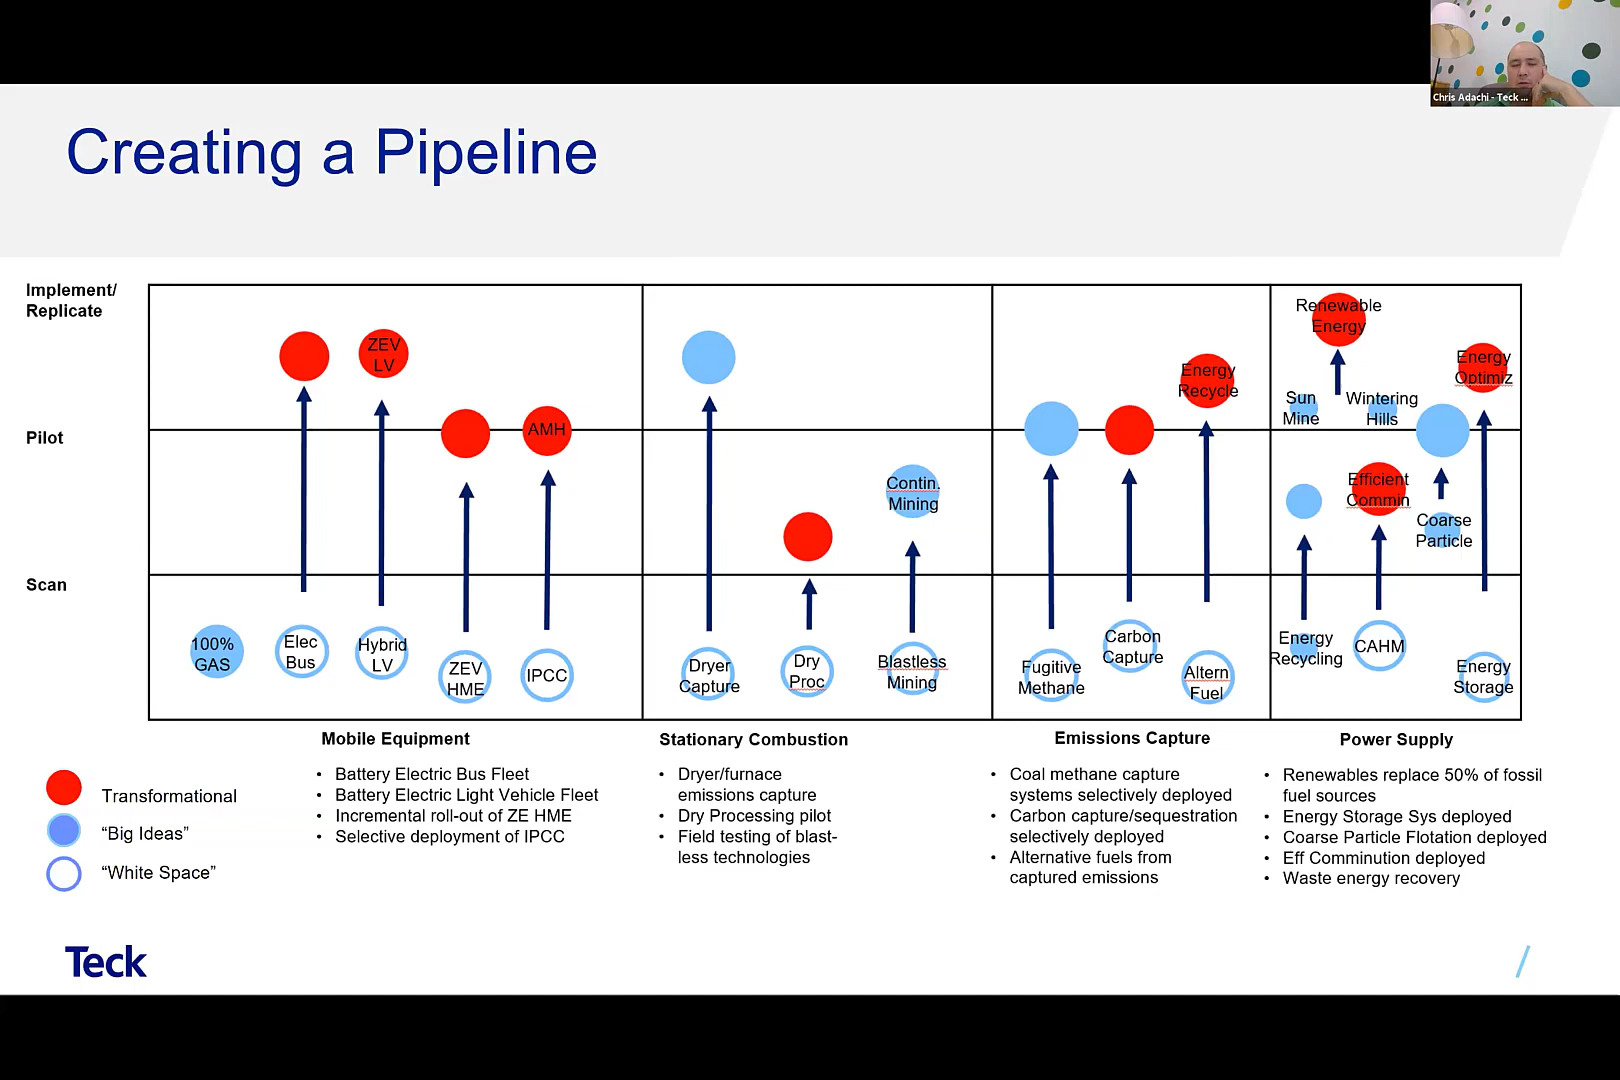 Chris Adachi - Teck ...
Creating a Pipeline
Implement/
Replicate
Pilot
Scan
ZEV
LV
AMH
100%
GAS
Elec
Bus
Hybrid
LV
ZEV
HME
IPCC
Contin.
Mining
Dryer
Capture
Dry
Proc
Blastless
Mining
Energy
Recycle
Fugitive
Methane
Carbon
Capture
Altern
Fuel
Renewable
Energy
Sun
Mine
Wintering
Hills
Energy
Optimiz
Efficient
Commin
Coarse
Particle
Energy
Recycling
CAHM
Energy
Storage
Mobile Equipment
• Battery Electric Bus Fleet
• Battery Electric Light Vehicle Fleet
• Incremental roll-out of ZE HME
• Selective deployment of IPCC
Stationary Combustion
• Dryer/furnace
emissions capture
• Dry Processing pilot
• Field testing of blast-
less technologies
Emissions Capture
• Coal methane capture
systems selectively deployed
• Carbon capture/sequestration
selectively deployed
• Alternative fuels from
captured emissions
Power Supply
• Renewables replace 50% of fossil
fuel sources
• Energy Storage Sys deployed
• Coarse Particle Flotation deployed
• Eff Comminution deployed
• Waste energy recovery
Transformational
“Big Ideas”
“White Space”
Teck